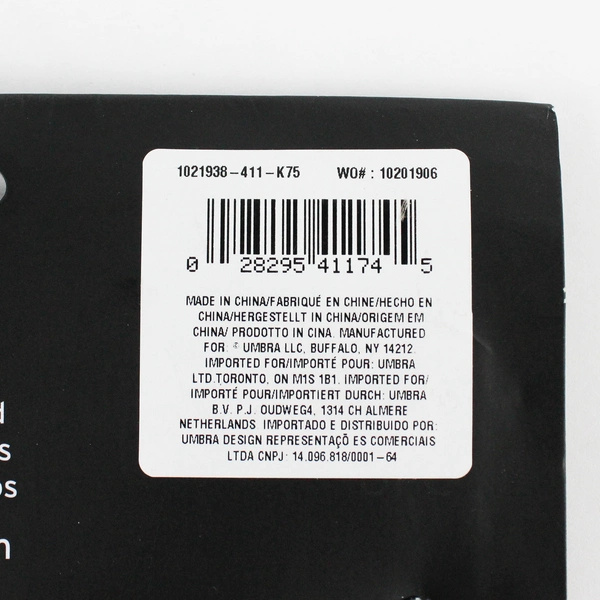 1021938-411-K75 WO# : 10201906
0 28295 41174 5
MADE IN CHINA/FABRIQUÉ EN CHINE/HECHO EN
CHINA/HERGESTELLT IN CHINA/ORIGEM EM
CHINA/ PRODOTTO IN CINA. MANUFACTURED
FOR: © UMBRA LLC, BUFFALO, NY 14212.
IMPORTED FOR/IMPORTÉ POUR: UMBRA
LTD.TORONTO, ON M1S 1B1. IMPORTED FOR/
IMPORTÉ POUR/IMPORTIERT DURCH: UMBRA
B.V. P.J. OUDWEG4, 1314 CH ALMERE
NETHERLANDS. IMPORTADO E DISTRIBUIDO POR:
UMBRA DESIGN REPRESENTAÇÕ ES COMERCIAIS
LTDA CNPJ: 14.096.818/0001-64